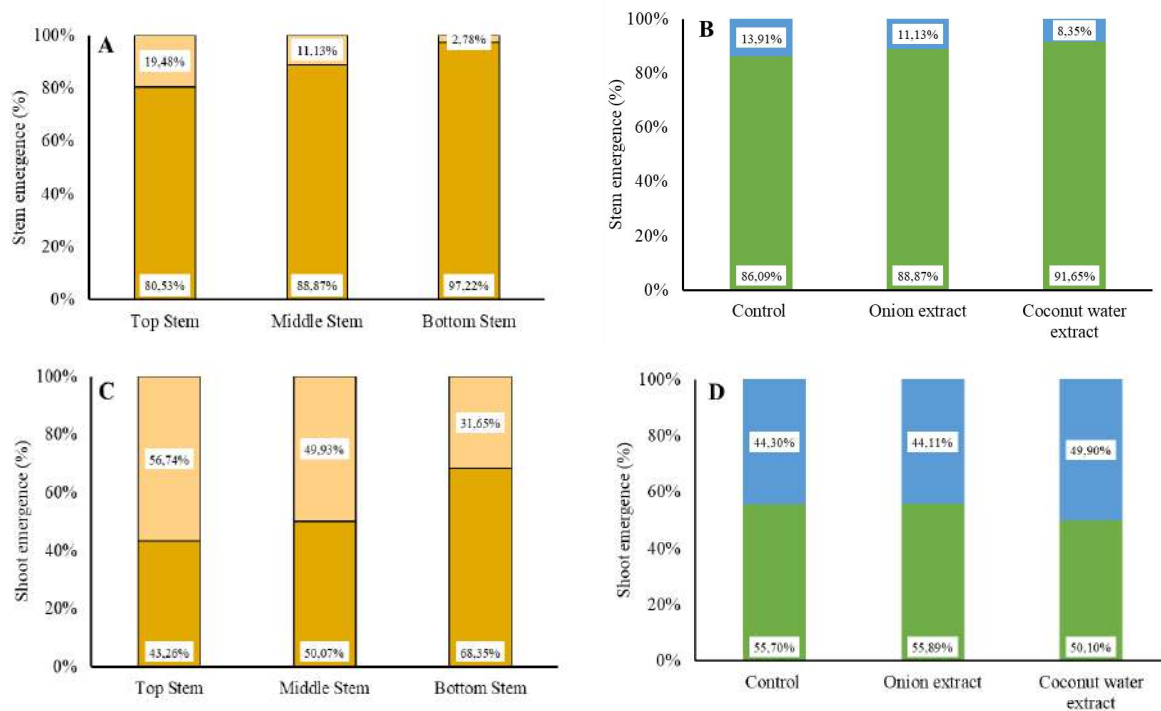 A
Stem emergence (%)
100%
80%
60%
40%
20%
0%
19,48%
11,13%
2,78%
80,53%
88,87%
97,22%
Top Stem
Middle Stem
Bottom Stem
B
Stem emergence (%)
100%
80%
60%
40%
20%
0%
13,91%
11,13%
8,35%
86,09%
88,87%
91,65%
Control
Onion extract
Coconut water
extract
C
Shoot emergence (%)
100%
80%
60%
40%
20%
0%
56,74%
49,93%
31,65%
43,26%
50,07%
68,35%
Top Stem
Middle Stem
Bottom Stem
D
Shoot emergence (%)
100%
80%
60%
40%
20%
0%
44,30%
44,11%
49,90%
55,70%
55,89%
50,10%
Control
Onion extract
Coconut water
extract